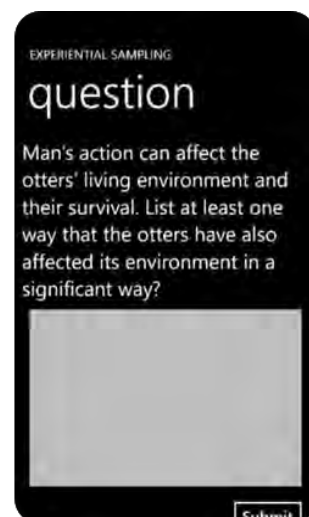 EXPERIENTIAL SAMPLING
question
Man's action can affect the
otters' living environment and
their survival. List at least one
way that the otters have also
affected its environment in a
significant way?
Submit